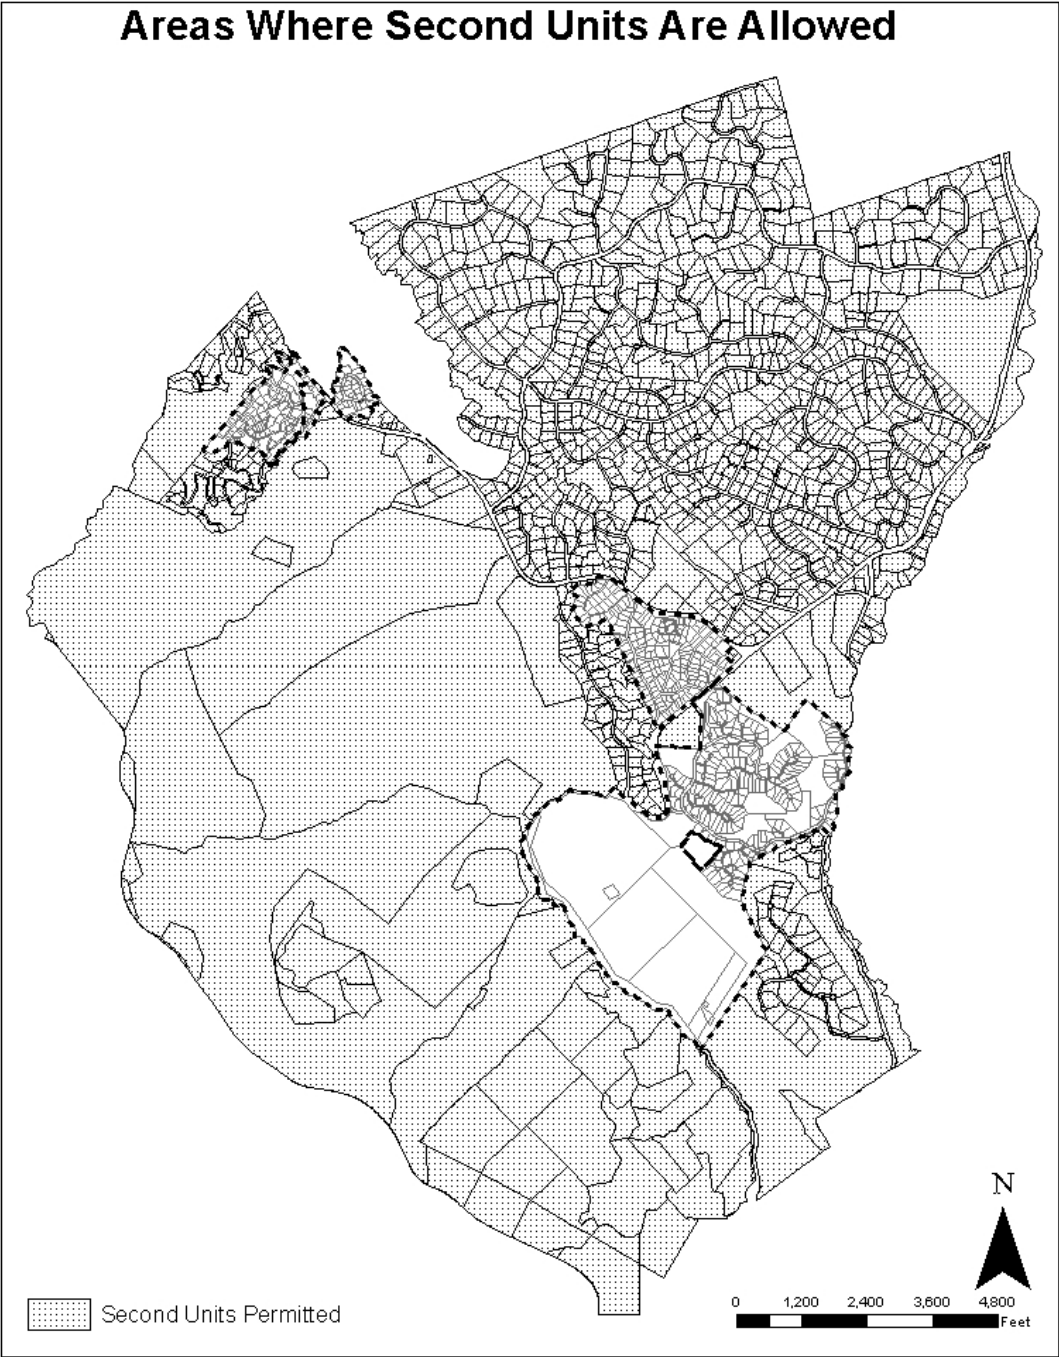 Areas Where Second Units Are Allowed
N
0 1,200 2,400 3,600 4,800
Feet
Second Units Permitted